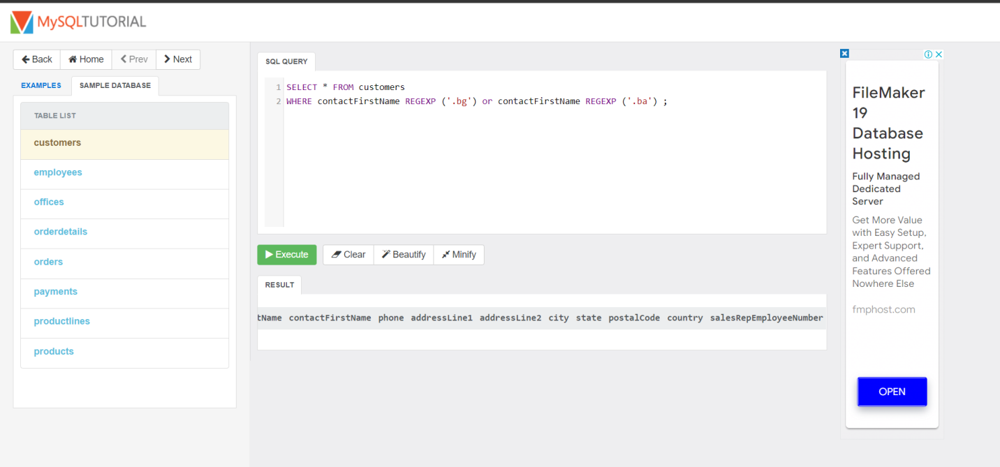 MySQLTUTORIAL
Back Home Prev Next
EXAMPLES SAMPLE DATABASE
TABLE LIST
customers
employees
offices
orderdetails
orders
payments
productlines
products
SQL QUERY
1 SELECT * FROM customers
2 WHERE contactFirstName REGEXP ('.bg') or contactFirstName REGEXP ('.ba') ;
Execute Clear Beautify Minify
RESULT
tName contactFirstName phone addressLine1 addressLine2 city state postalCode country salesRepEmployeeNumber
FileMaker
19
Database
Hosting
Fully Managed
Dedicated
Server
Get More Value
with Easy Setup,
Expert Support,
and Advanced
Features Offered
Nowhere Else
fmphost.com
OPEN